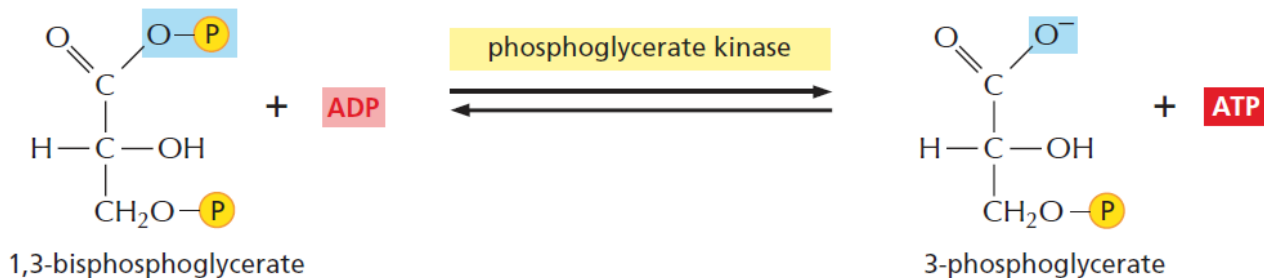 phosphoglycerate kinase
O O—P O O⁻
C + ADP C + ATP
H—C—OH H—C—OH
CH₂O—P CH₂O—P
1,3-bisphosphoglycerate 3-phosphoglycerate